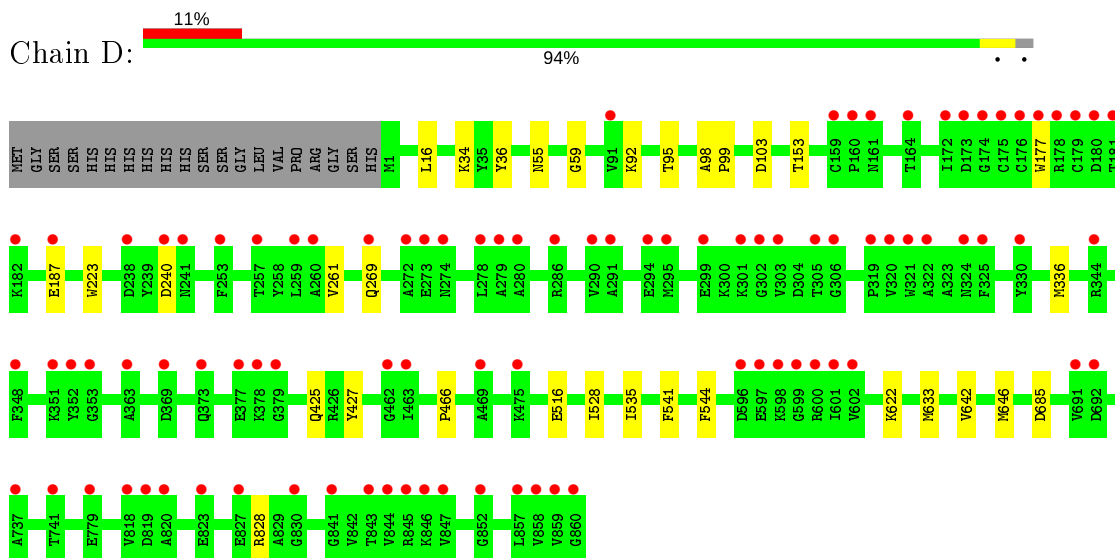 11%
Chain D:
94%
MET GLY SER SER HIS HIS HIS HIS HIS HIS SER SER GLY LEU VAL PRO ARG GLY SER HIS M1 L16 K34 Y35 Y36 N55 G59 V91 K92 T95 A98 P99 D103 T153 C159 P160 N161 T164 I172 D173 G174 C175 C176 W177 R178 C179 D180 T181
K182 E187 W223 D238 Y239 D240 N241 F253 T257 Y258 L259 A260 V261 Q269 A272 E273 N274 L278 A279 A280 R286 V290 A291 E294 M295 E299 K300 K301 G302 V303 D304 T305 G306 P319 V320 W321 A322 A323 N324 F325 Y330 M336 R344
F348 K351 Y352 G353 A363 D369 Q373 E377 K378 G379 Q425 R426 Y427 G462 I463 P466 A469 K475 E516 I528 I535 F541 F544 D596 E597 K598 G599 R600 I601 V602 K622 M633 V642 M646 D685 V691 D692
A737 T741 E779 V818 D819 A820 E823 E827 R828 A829 G830 G841 V842 T843 V844 R845 K846 V847 G852 L857 V858 V859 G860